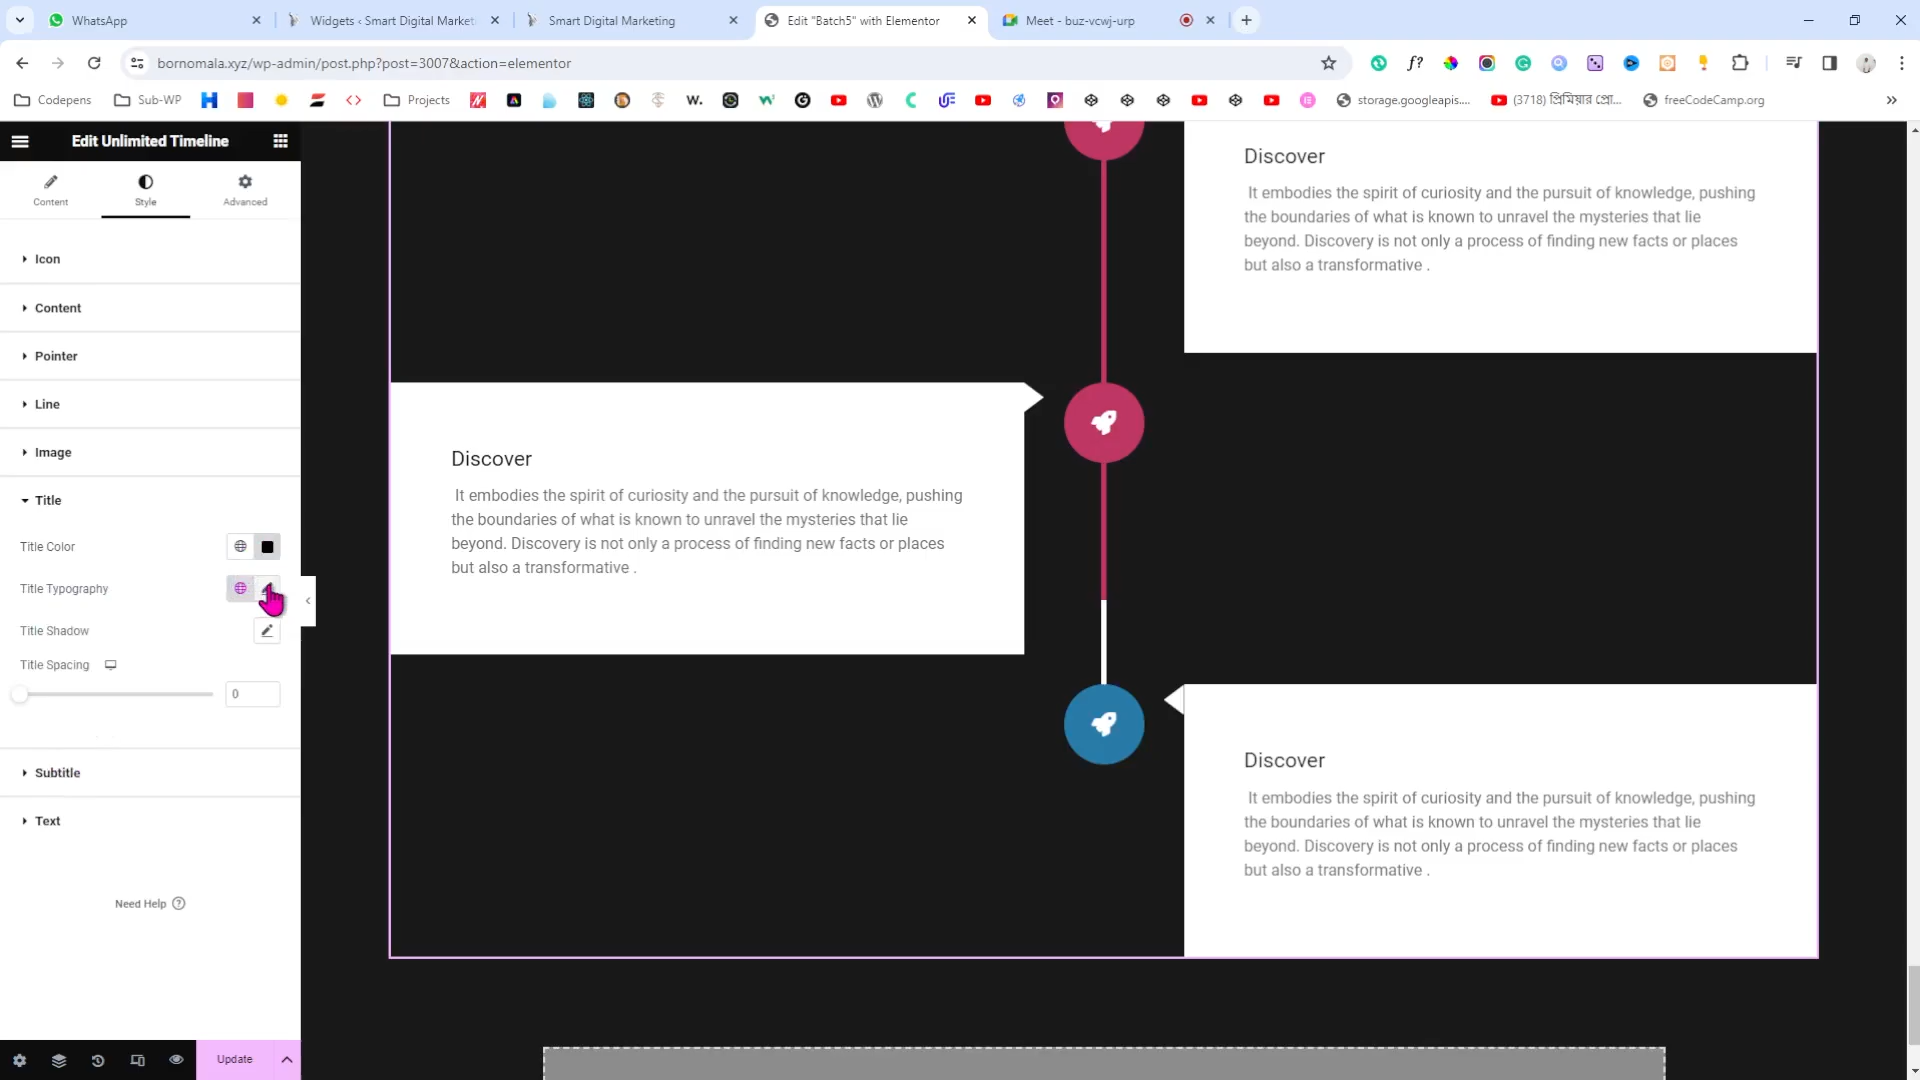 WhatsApp
Widgets ‹ Smart Digital Market
Smart Digital Marketing
Edit "Batch5" with Elementor
Meet - buz-vcwj-urp
bornomala.xyz/wp-admin/post.php?post=3007&action=elementor
f?
Codepens
Sub-WP
Projects
W.
storage.googleapis....
(3718) প্রিমিয়ার প্রো...
freeCodeCamp.org
Edit Unlimited Timeline
Content
Style
Advanced
Icon
Content
Pointer
Line
Image
Title
Title Color
Title Typography
Title Shadow
Title Spacing
0
Subtitle
Text
Need Help
Update
Discover
It embodies the spirit of curiosity and the pursuit of knowledge, pushing
the boundaries of what is known to unravel the mysteries that lie
beyond. Discovery is not only a process of finding new facts or places
but also a transformative .
Discover
It embodies the spirit of curiosity and the pursuit of knowledge, pushing
the boundaries of what is known to unravel the mysteries that lie
beyond. Discovery is not only a process of finding new facts or places
but also a transformative .
Discover
It embodies the spirit of curiosity and the pursuit of knowledge, pushing
the boundaries of what is known to unravel the mysteries that lie
beyond. Discovery is not only a process of finding new facts or places
but also a transformative .